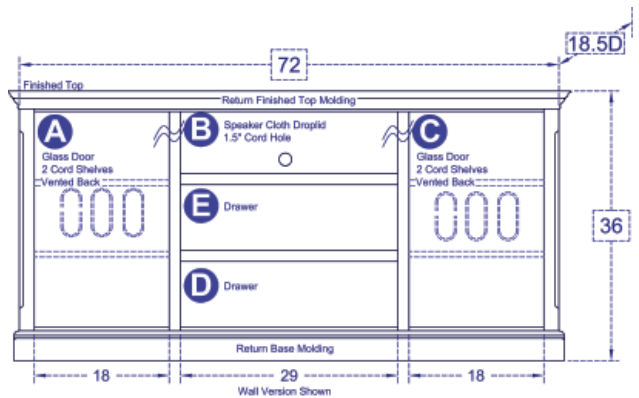 18.5D
72
Finished Top
Return Finished Top Molding
A
Glass Door
2 Cord Shelves
Vented Back
B
Speaker Cloth Droplid
1.5" Cord Hole
C
Glass Door
2 Cord Shelves
Vented Back
E
Drawer
36
D
Drawer
Return Base Molding
18
29
18
Wall Version Shown